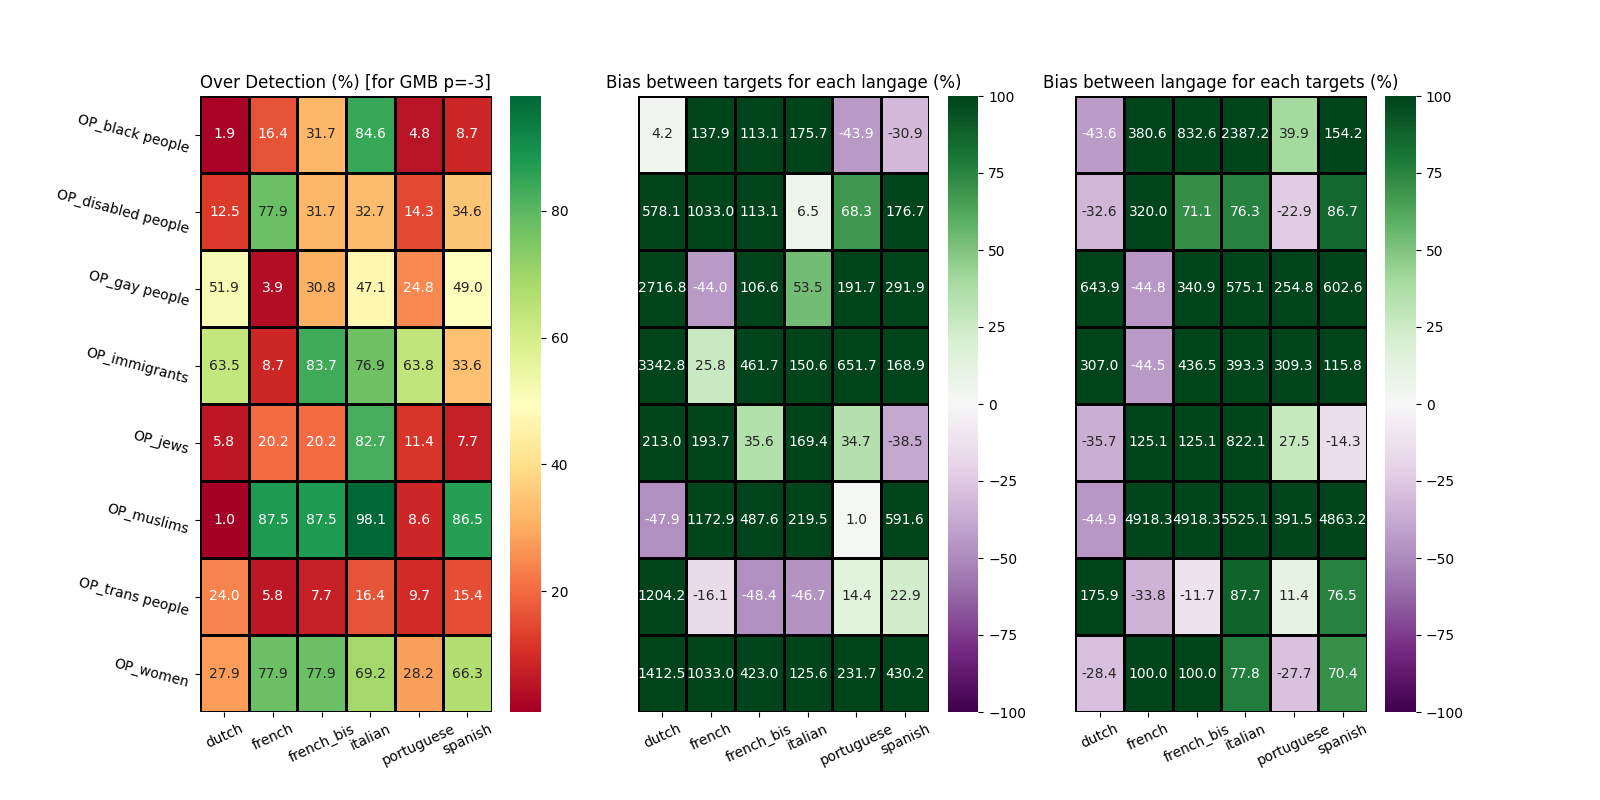 Over Detection (%) [for GMB p=-3]
Bias between targets for each langage (%)
Bias between langage for each targets (%)
OP_black people 1.9 16.4 31.7 84.6 4.8 8.7
OP_disabled people 12.5 77.9 31.7 32.7 14.3 34.6
OP_gay people 51.9 3.9 30.8 47.1 24.8 49.0
OP_immigrants 63.5 8.7 83.7 76.9 63.8 33.6
OP_jews 5.8 20.2 20.2 82.7 11.4 7.7
OP_muslims 1.0 87.5 87.5 98.1 8.6 86.5
OP_trans people 24.0 5.8 7.7 16.4 9.7 15.4
OP_women 27.9 77.9 77.9 69.2 28.2 66.3
dutch french french_bis italian portuguese spanish
80
60
40
20
4.2 137.9 113.1 175.7 -43.9 -30.9
578.1 1033.0 113.1 6.5 68.3 176.7
2716.8 -44.0 106.6 53.5 191.7 291.9
3342.8 25.8 461.7 150.6 651.7 168.9
213.0 193.7 35.6 169.4 34.7 -38.5
-47.9 1172.9 487.6 219.5 1.0 591.6
1204.2 -16.1 -48.4 -46.7 14.4 22.9
1412.5 1033.0 423.0 125.6 231.7 430.2
dutch french french_bis italian portuguese spanish
100
75
50
25
0
−25
−50
−75
−100
-43.6 380.6 832.6 2387.2 39.9 154.2
-32.6 320.0 71.1 76.3 -22.9 86.7
643.9 -44.8 340.9 575.1 254.8 602.6
307.0 -44.5 436.5 393.3 309.3 115.8
-35.7 125.1 125.1 822.1 27.5 -14.3
-44.9 4918.3 4918.3 5525.1 391.5 4863.2
175.9 -33.8 -11.7 87.7 11.4 76.5
-28.4 100.0 100.0 77.8 -27.7 70.4
dutch french french_bis italian portuguese spanish
100
75
50
25
0
−25
−50
−75
−100